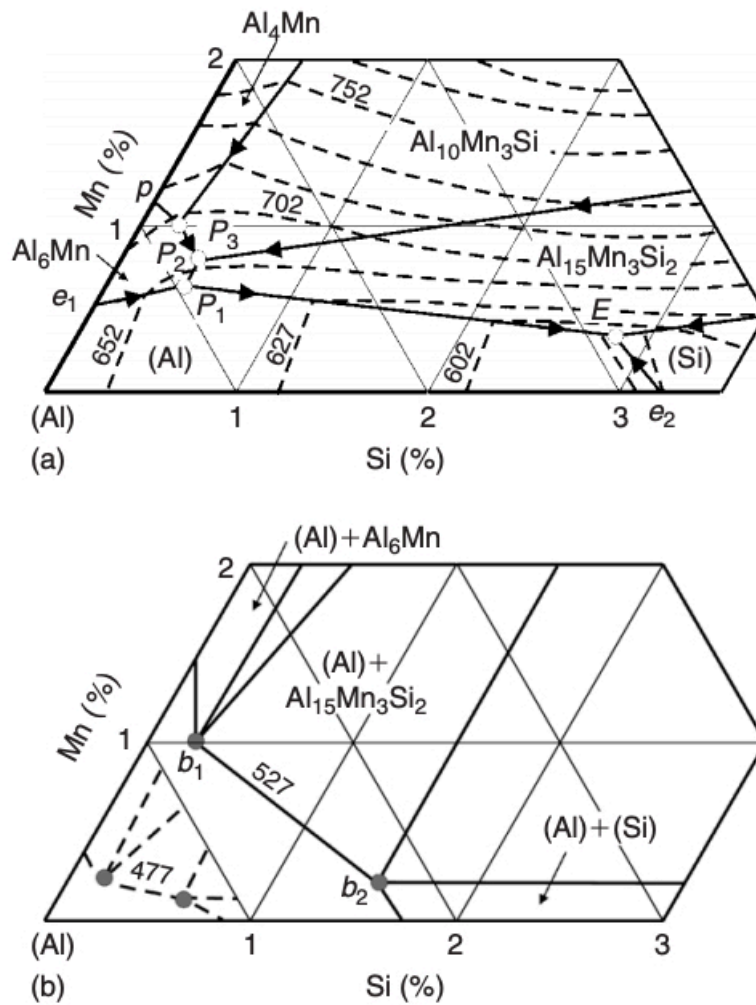 Al4Mn
2
752
Al10Mn3Si
Mn (%)
p
702
1
P3
Al6Mn
P2
Al15Mn3Si2
e1
P1
E
652
(Al)
627
602
(Si)
(Al)
1
2
3
e2
(a)
Si (%)
(Al)+Al6Mn
2
(Al)+
Al15Mn3Si2
Mn (%)
1
b1
527
(Al)+(Si)
477
b2
(Al)
1
2
3
(b)
Si (%)